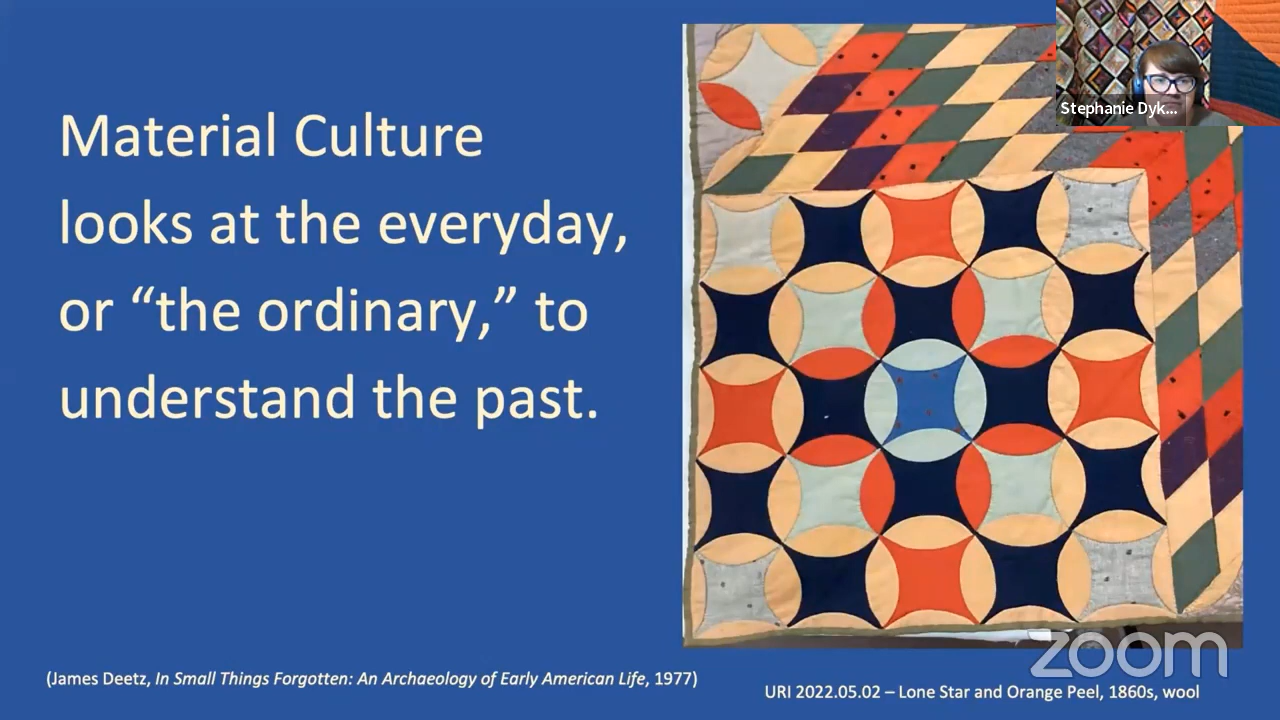 Material Culture
looks at the everyday,
or “the ordinary,” to
understand the past.
(James Deetz, In Small Things Forgotten: An Archaeology of Early American Life, 1977)
Stephanie Dyk...
zoom
URI 2022.05.02 – Lone Star and Orange Peel, 1860s, wool